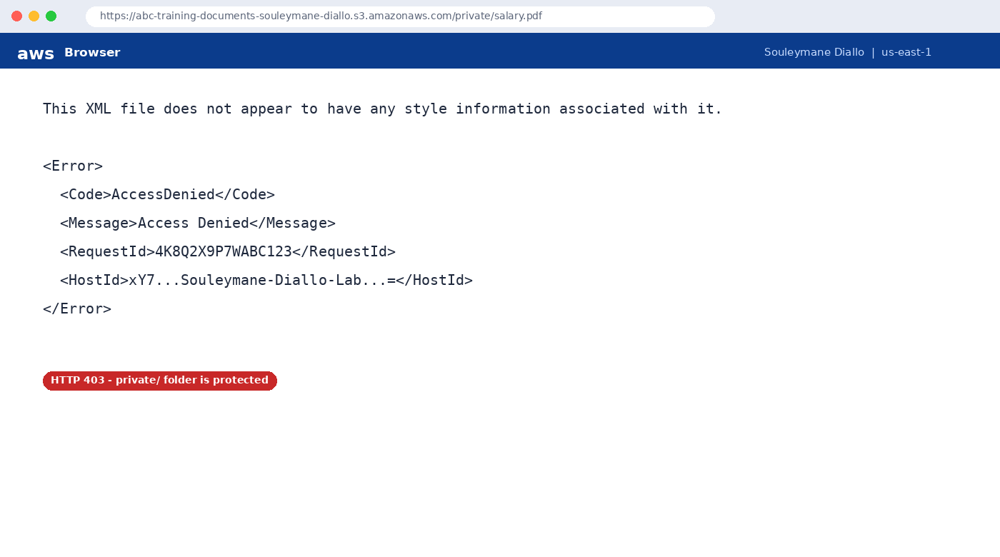 https://abc-training-documents-souleymane-diallo.s3.amazonaws.com/private/salary.pdf
aws Browser Souleymane Diallo | us-east-1
This XML file does not appear to have any style information associated with it.
<Error>
<Code>AccessDenied</Code>
<Message>Access Denied</Message>
<RequestId>4K8Q2X9P7WABC123</RequestId>
<HostId>xY7...Souleymane-Diallo-Lab...=</HostId>
</Error>
HTTP 403 - private/ folder is protected